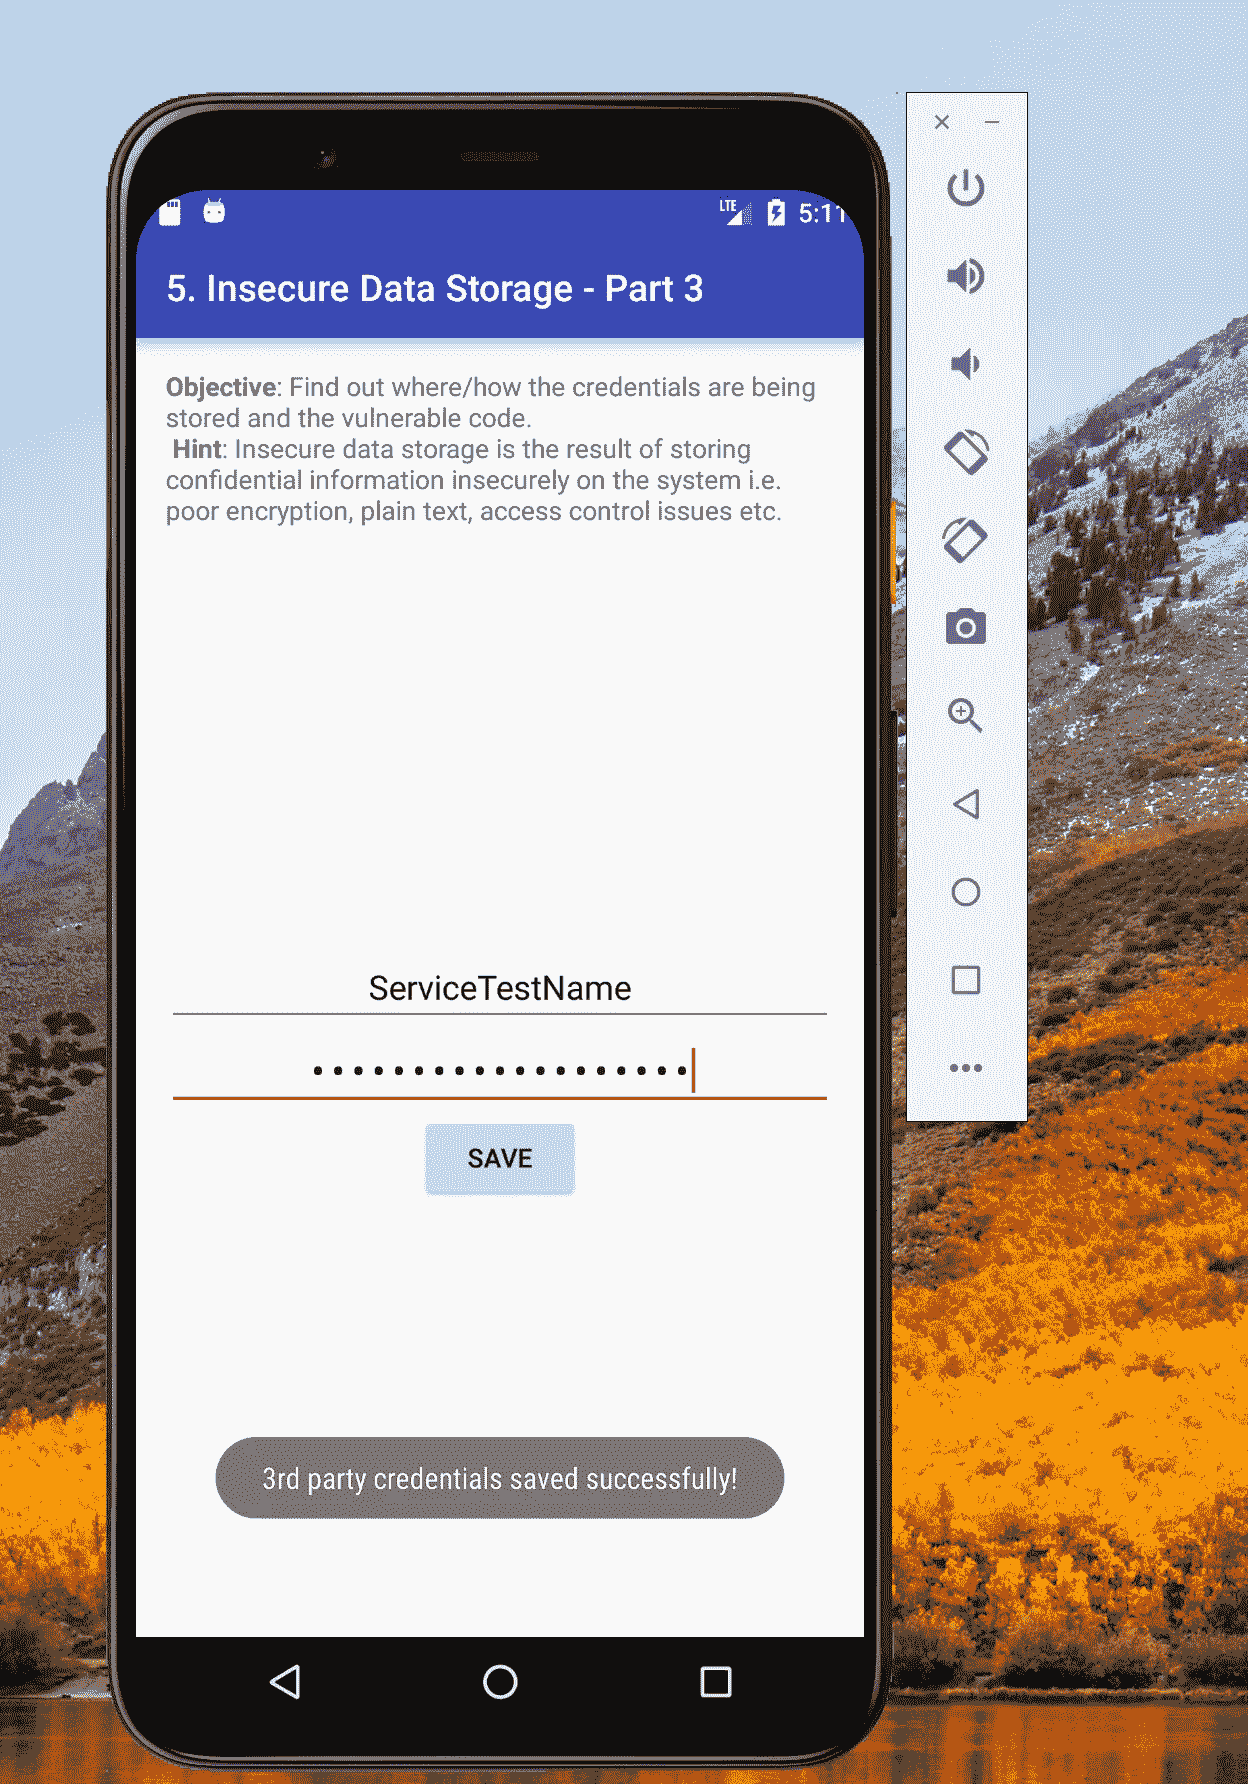 LTE 5:11
5. Insecure Data Storage - Part 3
Objective: Find out where/how the credentials are being
stored and the vulnerable code.
Hint: Insecure data storage is the result of storing
confidential information insecurely on the system i.e.
poor encryption, plain text, access control issues etc.
ServiceTestName
SAVE
3rd party credentials saved successfully!